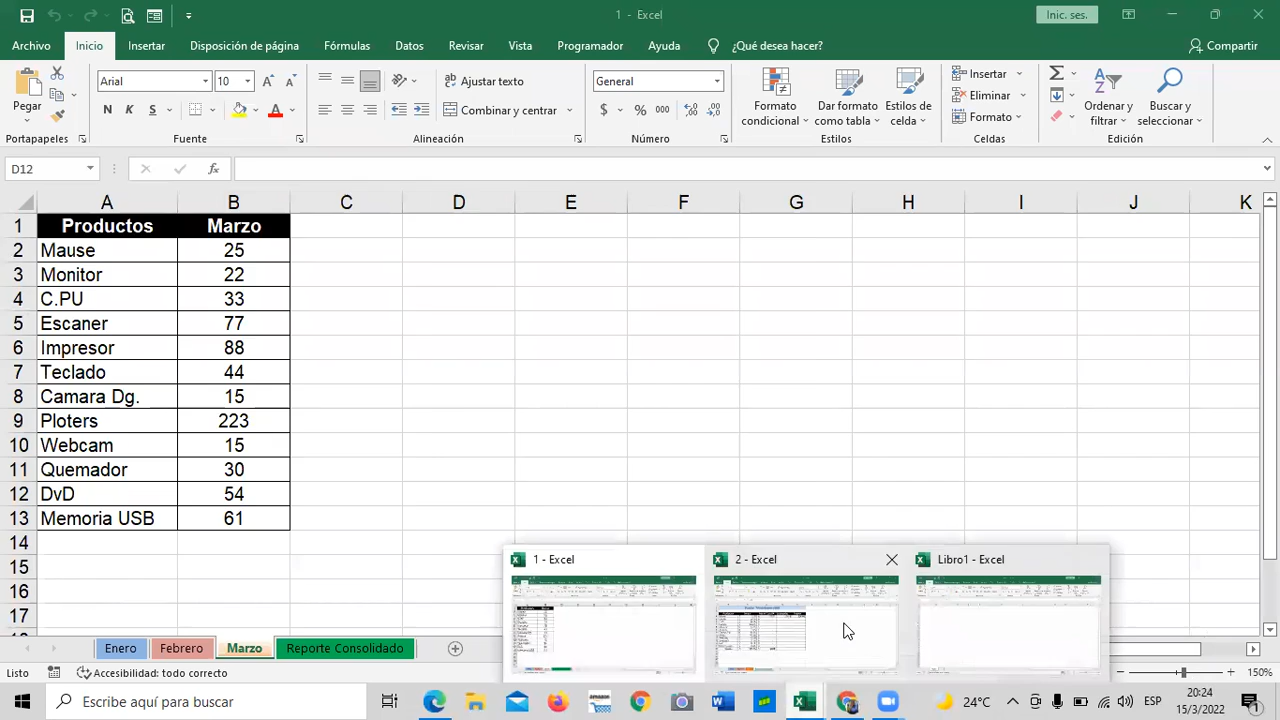 1 - Excel
Inic. ses.
Archivo Inicio Insertar Disposición de página Fórmulas Datos Revisar Vista Programador Ayuda ¿Qué desea hacer? Compartir
Pegar
Portapapeles
Arial 10
N K S
Fuente
Ajustar texto
Combinar y centrar
Alineación
General
$ % 000
Número
Formato condicional
Dar formato como tabla
Estilos de celda
Estilos
Insertar
Eliminar
Formato
Celdas
Ordenar y filtrar
Buscar y seleccionar
Edición
D12
fx
A B C D E F G H I J K
1 Productos Marzo
2 Mause 25
3 Monitor 22
4 C.PU 33
5 Escaner 77
6 Impresor 88
7 Teclado 44
8 Camara Dg. 15
9 Ploters 223
10 Webcam 15
11 Quemador 30
12 DvD 54
13 Memoria USB 61
14
15
16
17
1 - Excel
2 - Excel
Libro1 - Excel
Enero Febrero Marzo Reporte Consolidado
Listo Accesibilidad: todo correcto 150%
Escribe aquí para buscar
24°C ESP
20:24
15/3/2022